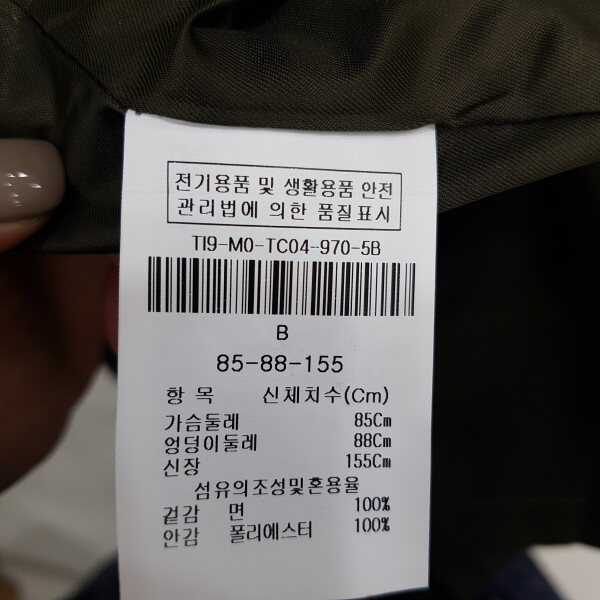 전기용품 및 생활용품 안전
관리법에 의한 품질표시
TI9-MO-TC04-970-5B
B
85-88-155
항 목 신체치수(Cm)
가슴둘레 85Cm
엉덩이둘레 88Cm
신장 155Cm
섬유의조성및혼용율
겉감 면 100%
안감 폴리에스터 100%